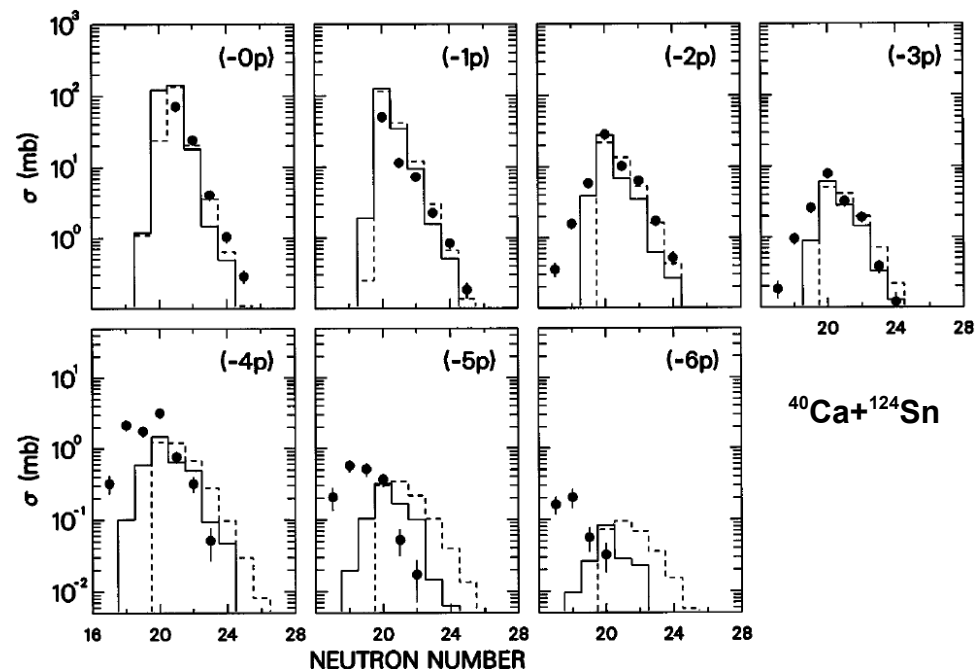 10³
10²
10¹
10⁰
σ (mb)
(-0p)
(-1p)
(-2p)
(-3p)
20
24
28
10¹
10⁰
10⁻¹
10⁻²
σ (mb)
(-4p)
(-5p)
(-6p)
⁴⁰Ca+¹²⁴Sn
16
20
24
28
20
24
28
20
24
28
NEUTRON NUMBER